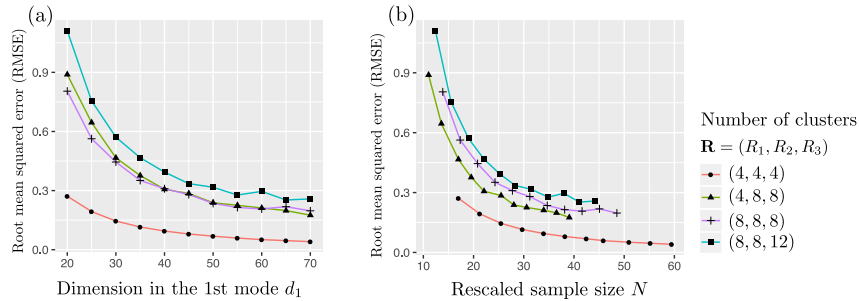 (a)
Root mean squared error (RMSE)
0.9
0.6
0.3
0.0
20 30 40 50 60 70
Dimension in the 1st mode d₁
(b)
Root mean squared error (RMSE)
0.9
0.6
0.3
0.0
10 20 30 40 50 60
Rescaled sample size N
Number of clusters
R = (R₁, R₂, R₃)
(4, 4, 4)
(4, 8, 8)
(8, 8, 8)
(8, 8, 12)